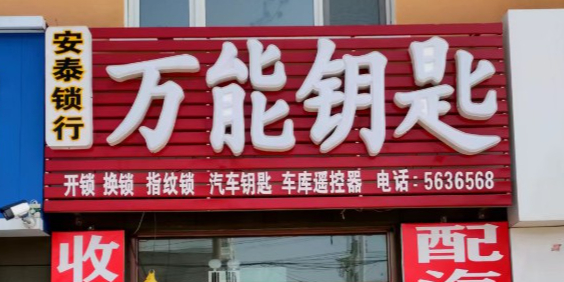 安泰锁行
万能钥匙
开锁 换锁 指纹锁 汽车钥匙 车库遥控器 电话:5636568
收
配